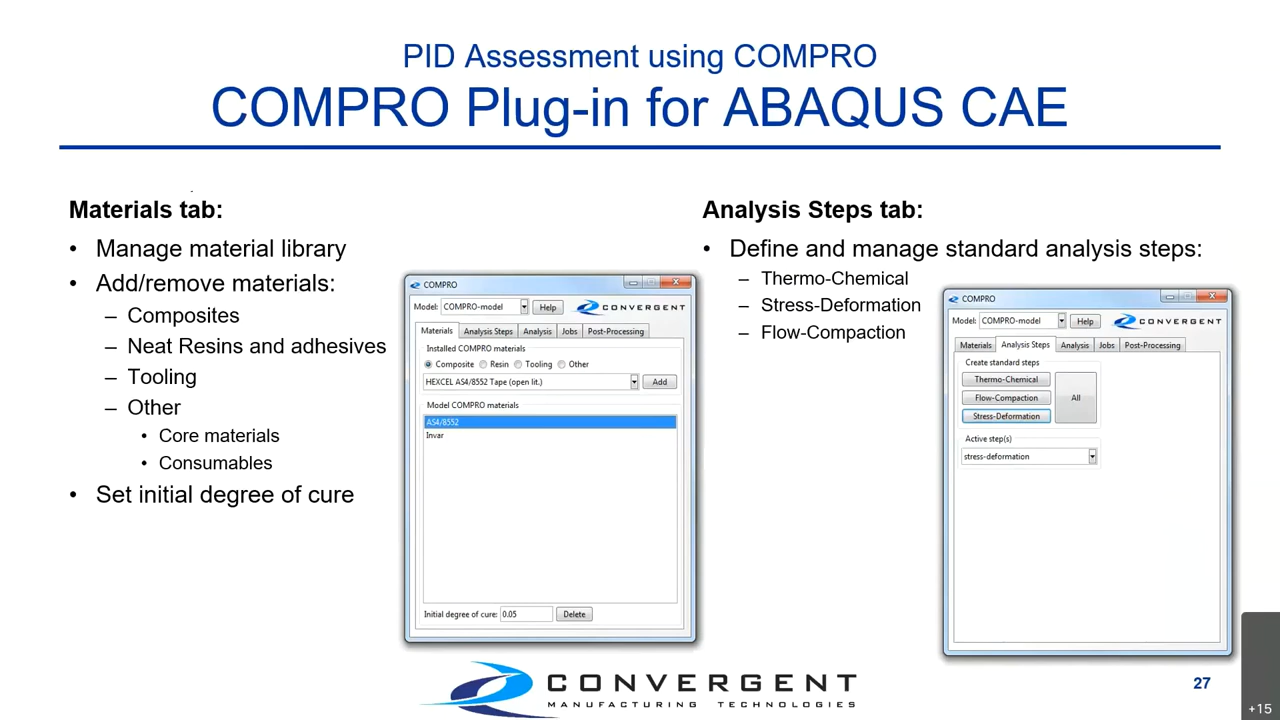 PID Assessment using COMPRO
COMPRO Plug-in for ABAQUS CAE
Materials tab:
• Manage material library
• Add/remove materials:
– Composites
– Neat Resins and adhesives
– Tooling
– Other
• Core materials
• Consumables
• Set initial degree of cure
COMPRO
Model: COMPRO-model Help CONVERGENT
Materials Analysis Steps Analysis Jobs Post-Processing
Installed COMPRO materials
Composite Resin Tooling Other
HEXCEL AS4/8552 Tape (open lit.) Add
Model COMPRO materials
AS4/8552
Invar
Initial degree of cure: 0.05 Delete
Analysis Steps tab:
• Define and manage standard analysis steps:
– Thermo-Chemical
– Stress-Deformation
– Flow-Compaction
COMPRO
Model: COMPRO-model Help CONVERGENT
Materials Analysis Steps Analysis Jobs Post-Processing
Create standard steps
Thermo-Chemical
Flow-Compaction All
Stress-Deformation
Active step(s)
stress-deformation
CONVERGENT
MANUFACTURING TECHNOLOGIES
27
+15